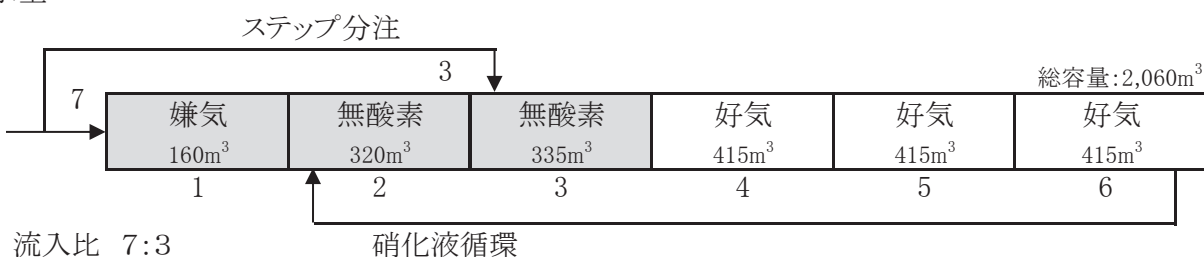 ステップ分注
3
総容量:2,060m³
7
嫌気 無酸素 無酸素 好気 好気 好気
160m³ 320m³ 335m³ 415m³ 415m³ 415m³
1 2 3 4 5 6
流入比 7:3 硝化液循環